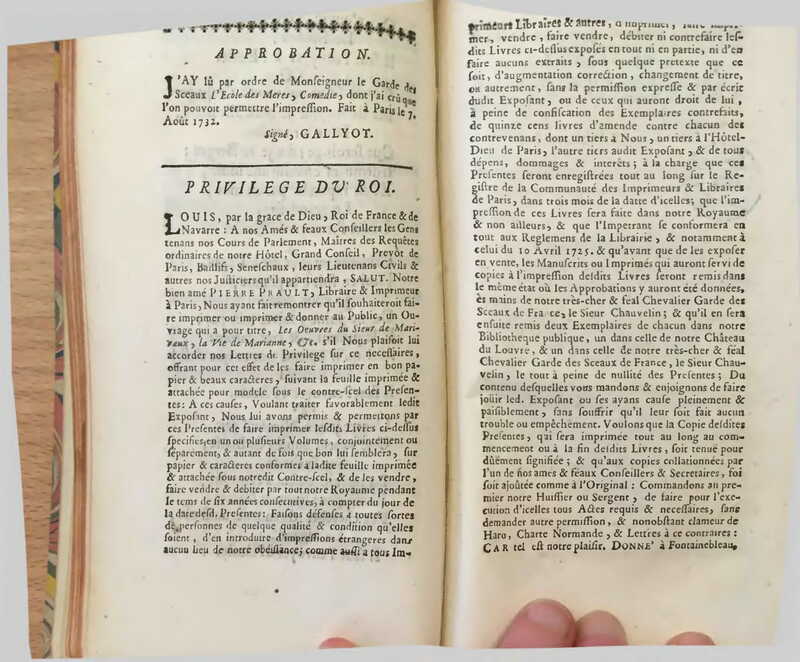 APPROBATION.
J'AY lû par ordre de Monseigneur le Garde des
Sceaux L'Ecole des Meres, Comedie, dont j'ai crû que
l'on pouvoit permettre l'impression. Fait à Paris le 7.
Août 1732.
Signé, GALLYOT.
PRIVILEGE DU ROI.
LOUIS, par la grace de Dieu, Roi de France & de
Navarre : A nos Amés & feaux Conseillers les Gens
tenans nos Cours de Parlement, Maîtres des Requêtes
ordinaires de notre Hôtel, Grand Conseil, Prevôt de
Paris, Baillifs, Senéchaux, leurs Lieutenans Civils &
autres nos Justiciers qu'il appartiendra, SALUT. Notre
bien amé PIERRE PRAULT, Libraire & Imprimeur
à Paris, Nous ayant fait remontrer qu'il souhaiteroit fai-
re imprimer ou imprimer & donner au Public, un Ou-
vrage qui a pour titre, Les Oeuvres du Sieur de Mari-
vaux, la Vie de Marianne, &c. s'il Nous plaisoit lui
accorder nos Lettres de Privilege sur ce necessaires,
offrant pour cet effet de les faire imprimer en bon pa-
pier & beaux caracteres, suivant la feuille imprimée &
attachée pour modele sous le contre-scel des Presen-
tes : A ces causes, Voulant traiter favorablement ledit
Exposant, Nous lui avons permis & permettons par
ces Presentes de faire imprimer lesdits Livres ci-dessus
specifiés, en un ou plusieurs Volumes, conjointement ou
séparement, & autant de fois que bon lui semblera, sur
papier & caracteres conformes à ladite feuille imprimée
& attachée sous notredit Contre-scel, & de les vendre,
faire vendre & debiter par tout notre Royaume pendant
le tems de six années consecutives, à compter du jour de
la date desd. Presentes : Faisons défenses à toutes sortes
de personnes de quelque qualité & condition qu'elles
soient, d'en introduire d'impressions étrangeres dans
aucun lieu de notre obéïssance; comme aussi à tous Im-
primeurs Libraires & autres, d'imprimer, faire impri-
mer, vendre, faire vendre, débiter ni contrefaire les-
dits Livres ci-dessus exposés en tout ni en partie, ni d'en
faire aucuns extraits, sous quelque pretexte que ce
soit, d'augmentation correction, changement de titre,
ou autrement, sans la permission expresse & par écrit
dudit Exposant, ou de ceux qui auront droit de lui,
à peine de confiscation des Exemplaires contrefaits,
de quinze cens livres d'amende contre chacun des
contrevenans, dont un tiers à Nous, un tiers à l'Hôtel-
Dieu de Paris, l'autre tiers audit Exposant, & de tous
dépens, dommages & interêts; à la charge que ces
Presentes seront enregistrées tout au long sur le Re-
gistre de la Communauté des Imprimeurs & Libraires
de Paris, dans trois mois de la datte d'icelles; que l'im-
pression de ces Livres sera faite dans notre Royaume
& non ailleurs, & que l'Impetrant se conformera en
tout aux Reglemens de la Librairie, & notamment à
celui du 10 Avril 1725. & qu'avant que de les exposer
en vente, les Manuscrits ou Imprimés qui auront servi de
copies à l'impression desdits Livres seront remis dans
le même état où les Approbations y auront été données,
ès mains de notre très-cher & féal Chevalier Garde des
Sceaux de France, le Sieur Chauvelin; & qu'il en sera
ensuite remis deux Exemplaires de chacun dans notre
Bibliotheque publique, un dans celle de notre Château
du Louvre, & un dans celle de notre très-cher & féal
Chevalier Garde des Sceaux de France, le Sieur Chau-
velin, le tout à peine de nullité des Presentes; Du
contenu desquelles vous mandons & enjoignons de faire
joüir led. Exposant ou ses ayans cause pleinement &
paisiblement, sans souffrir qu'il leur soit fait aucun
trouble ou empêchement. Voulons que la Copie desdites
Presentes, qui sera imprimée tout au long au com-
mencement ou à la fin desdits Livres, soit tenuë pour
dûëment signifiée; & qu'aux copies collationnées par
l'un de nos amés & féaux Conseillers & Secretaires, foi
soit ajoûtée comme à l'Original : Commandons au pre-
mier notre Huissier ou Sergent, de faire pour l'exe-
cution d'icelles tous Actes requis & necessaires, sans
demander autre permission, & nonobstant clameur de
Haro, Charte Normande, & Lettres à ce contraires :
CAR tel est notre plaisir. DONNE' à Fontainebleau,